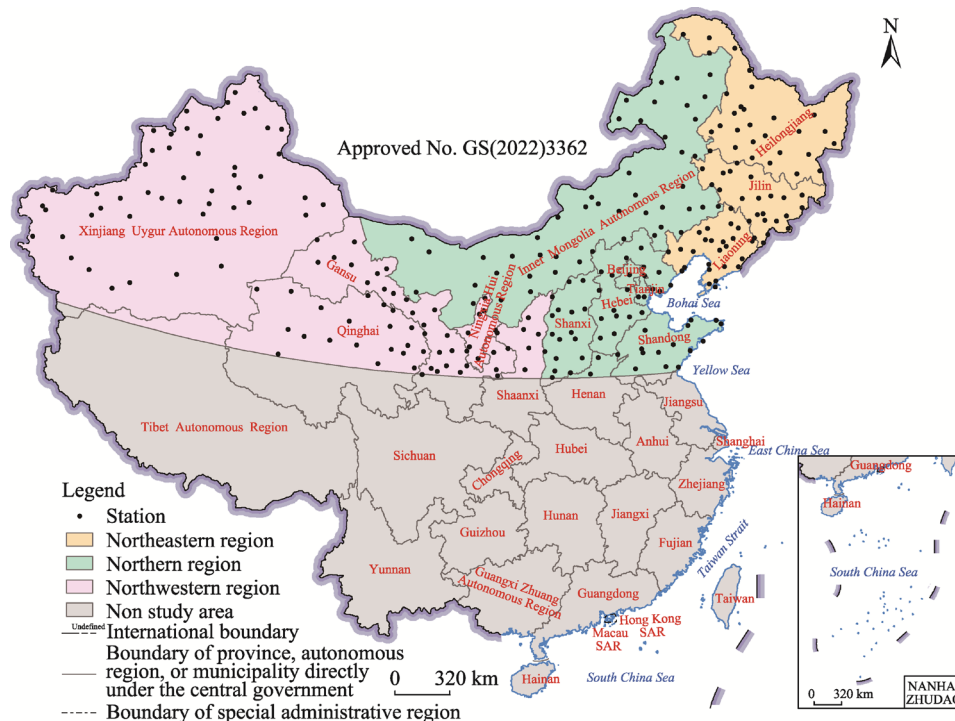 N
Approved No. GS(2022)3362
Heilongjiang
Jilin
Liaoning
Inner Mongolia Autonomous Region
Xinjiang Uygur Autonomous Region
Gansu
Ningxia Hui
Autonomous Region
Beijing
Tianjin
Hebei
Bohai Sea
Qinghai
Shanxi
Shandong
Yellow Sea
Shaanxi
Henan
Jiangsu
Tibet Autonomous Region
Sichuan
Chongqing
Hubei
Anhui
Shanghai
East China Sea
Zhejiang
Guizhou
Hunan
Jiangxi
Fujian
Taiwan Strait
Yunnan
Guangxi Zhuang
Autonomous Region
Guangdong
Taiwan
Hong Kong
SAR
Macau
SAR
Hainan
South China Sea
Legend
Station
Northeastern region
Northern region
Northwestern region
Non study area
Undefined
International boundary
Boundary of province, autonomous
region, or municipality directly
under the central government
Boundary of special administrative region
0 320 km
Guangdong
Hainan
South China Sea
0 320 km
NANHAI
ZHUDAO